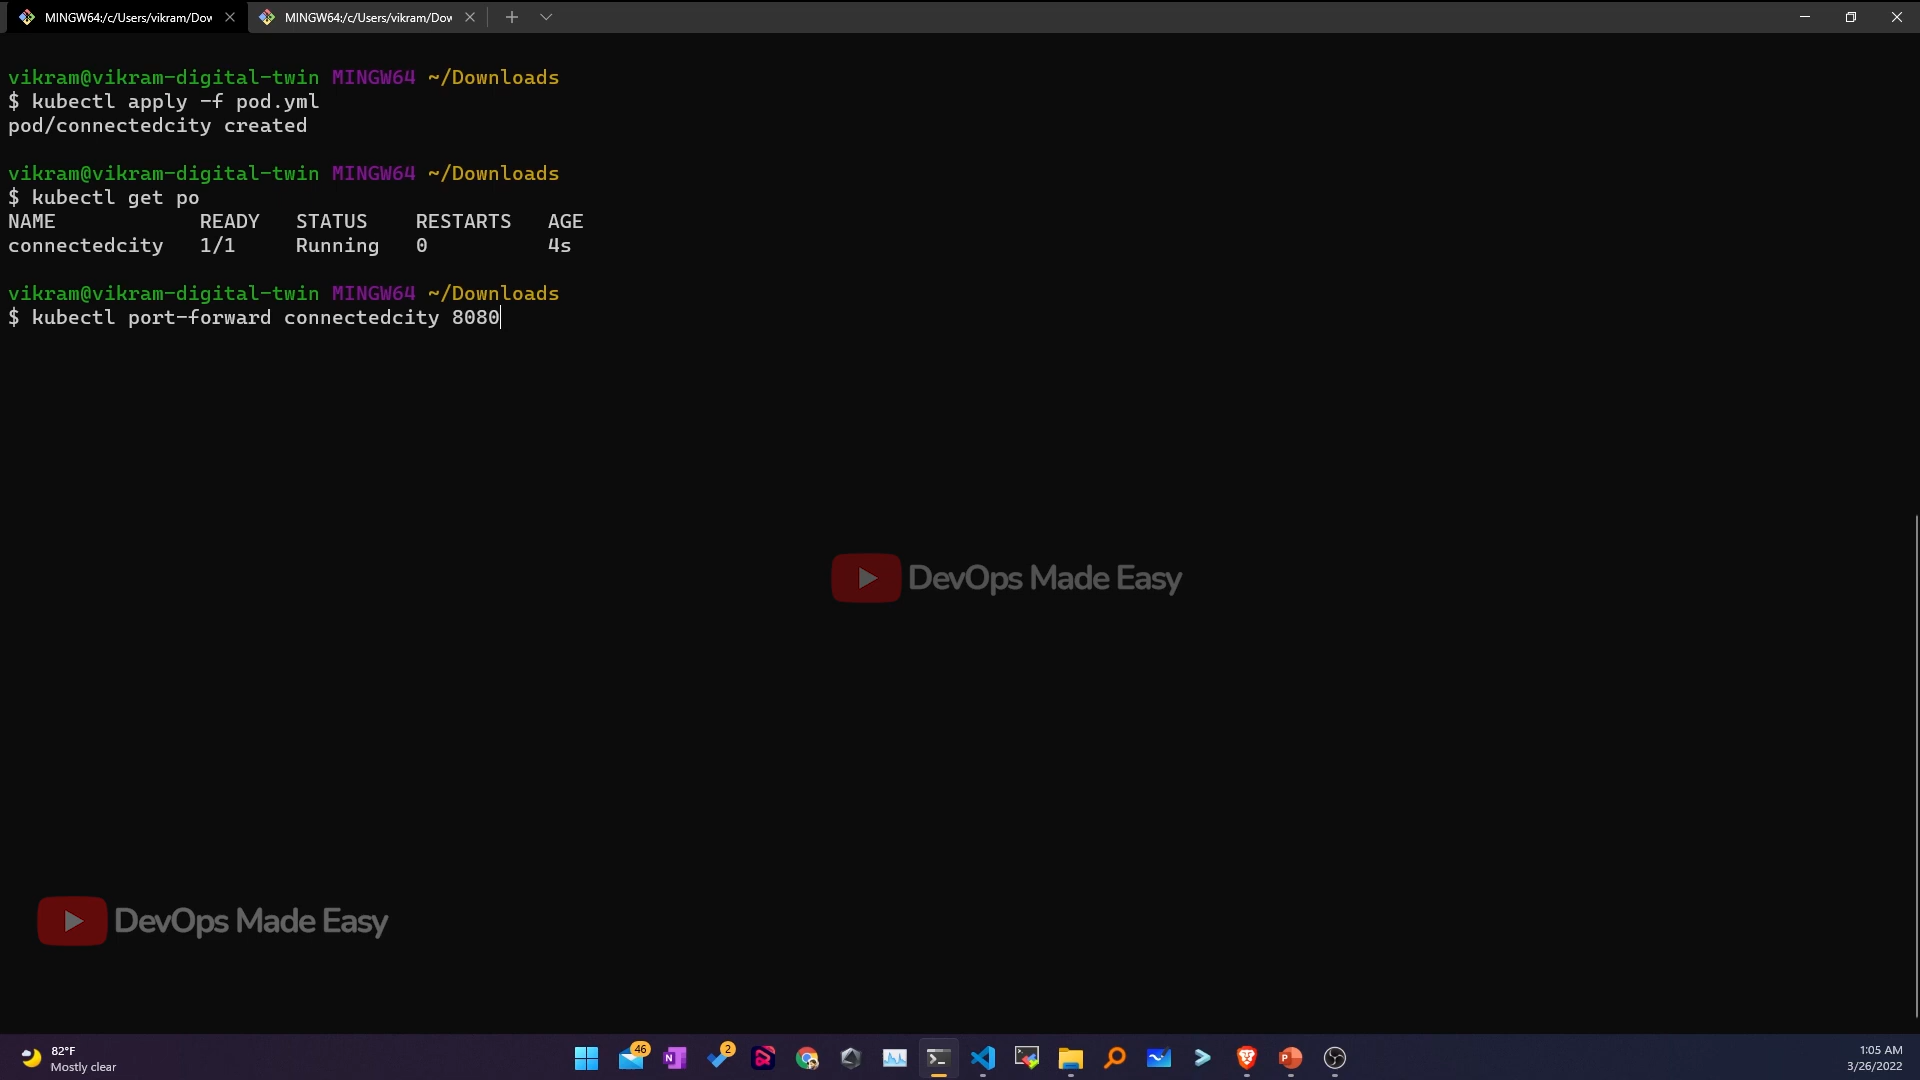 MINGW64:/c/Users/vikram/Dow
MINGW64:/c/Users/vikram/Dow
vikram@vikram-digital-twin MINGW64 ~/Downloads
$ kubectl apply -f pod.yml
pod/connectedcity created
vikram@vikram-digital-twin MINGW64 ~/Downloads
$ kubectl get po
NAME READY STATUS RESTARTS AGE
connectedcity 1/1 Running 0 4s
vikram@vikram-digital-twin MINGW64 ~/Downloads
$ kubectl port-forward connectedcity 8080
DevOps Made Easy
DevOps Made Easy
82°F
Mostly clear
46
N
2
P
1:05 AM
3/26/2022